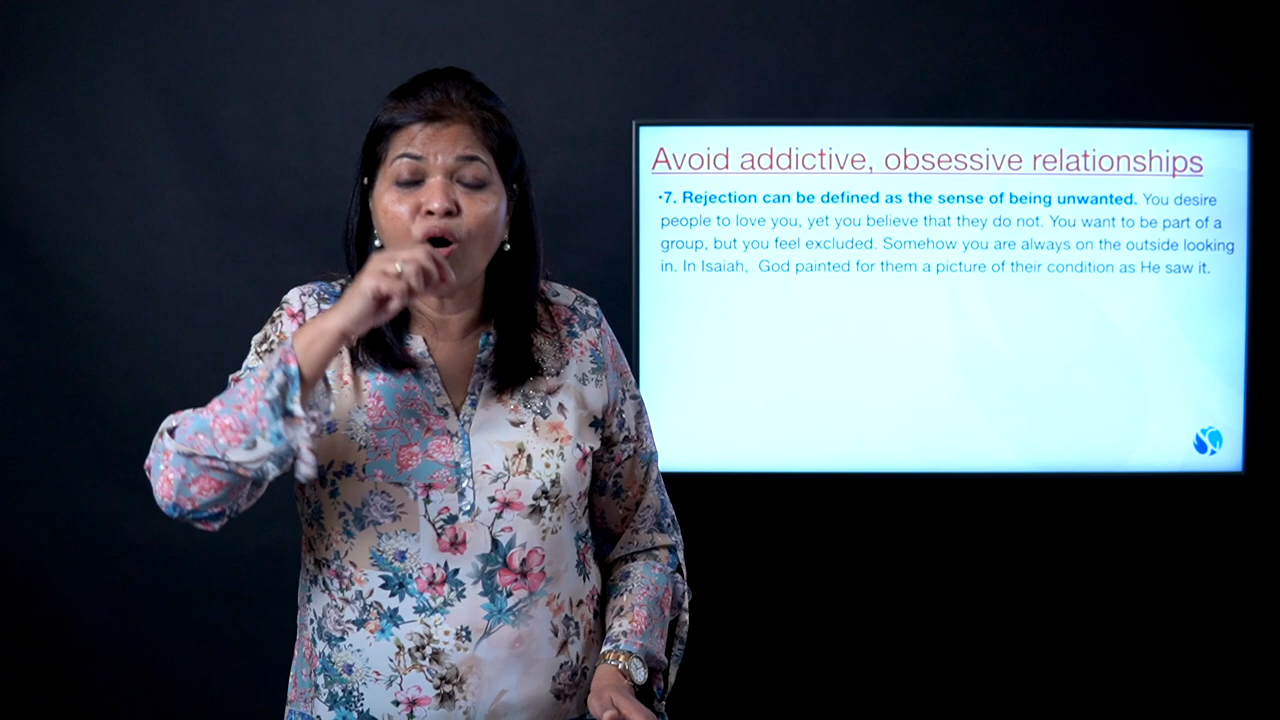 Avoid addictive, obsessive relationships
•7. Rejection can be defined as the sense of being unwanted. You desire
people to love you, yet you believe that they do not. You want to be part of a
group, but you feel excluded. Somehow you are always on the outside looking
in. In Isaiah,  God painted for them a picture of their condition as He saw it.